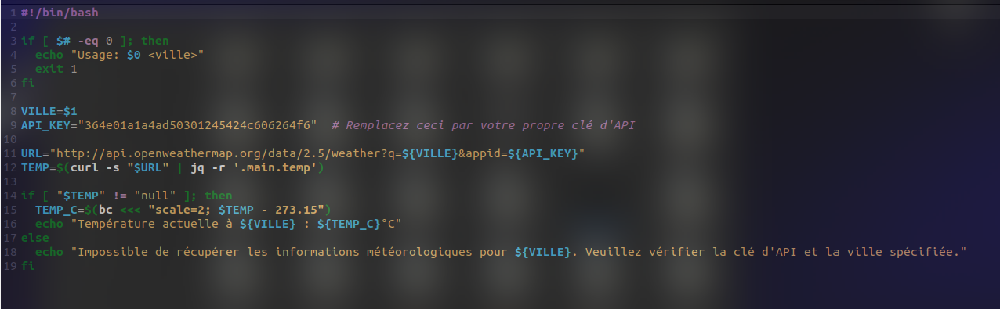 1 #!/bin/bash
2
3 if [ $# -eq 0 ]; then
4   echo "Usage: $0 <ville>"
5   exit 1
6 fi
7
8 VILLE=$1
9 API_KEY="364e01a1a4ad50301245424c606264f6"  # Remplacez ceci par votre propre clé d'API
10
11 URL="http://api.openweathermap.org/data/2.5/weather?q=${VILLE}&appid=${API_KEY}"
12 TEMP=$(curl -s "$URL" | jq -r '.main.temp')
13
14 if [ "$TEMP" != "null" ]; then
15   TEMP_C=$(bc <<< "scale=2; $TEMP - 273.15")
16   echo "Température actuelle à ${VILLE} : ${TEMP_C}°C"
17 else
18   echo "Impossible de récupérer les informations météorologiques pour ${VILLE}. Veuillez vérifier la clé d'API et la ville spécifiée."
19 fi